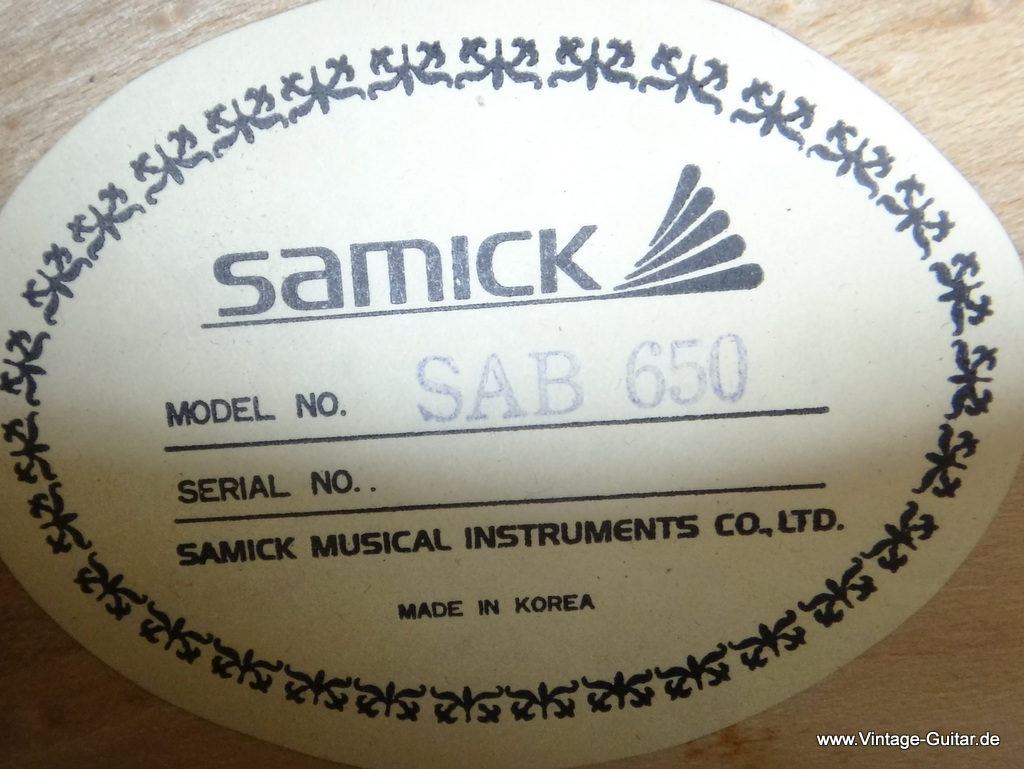 SAMICK
MODEL NO. SAB 650
SERIAL NO. .
SAMICK MUSICAL INSTRUMENTS CO., LTD.
MADE IN KOREA
www.Vintage-Guitar.de